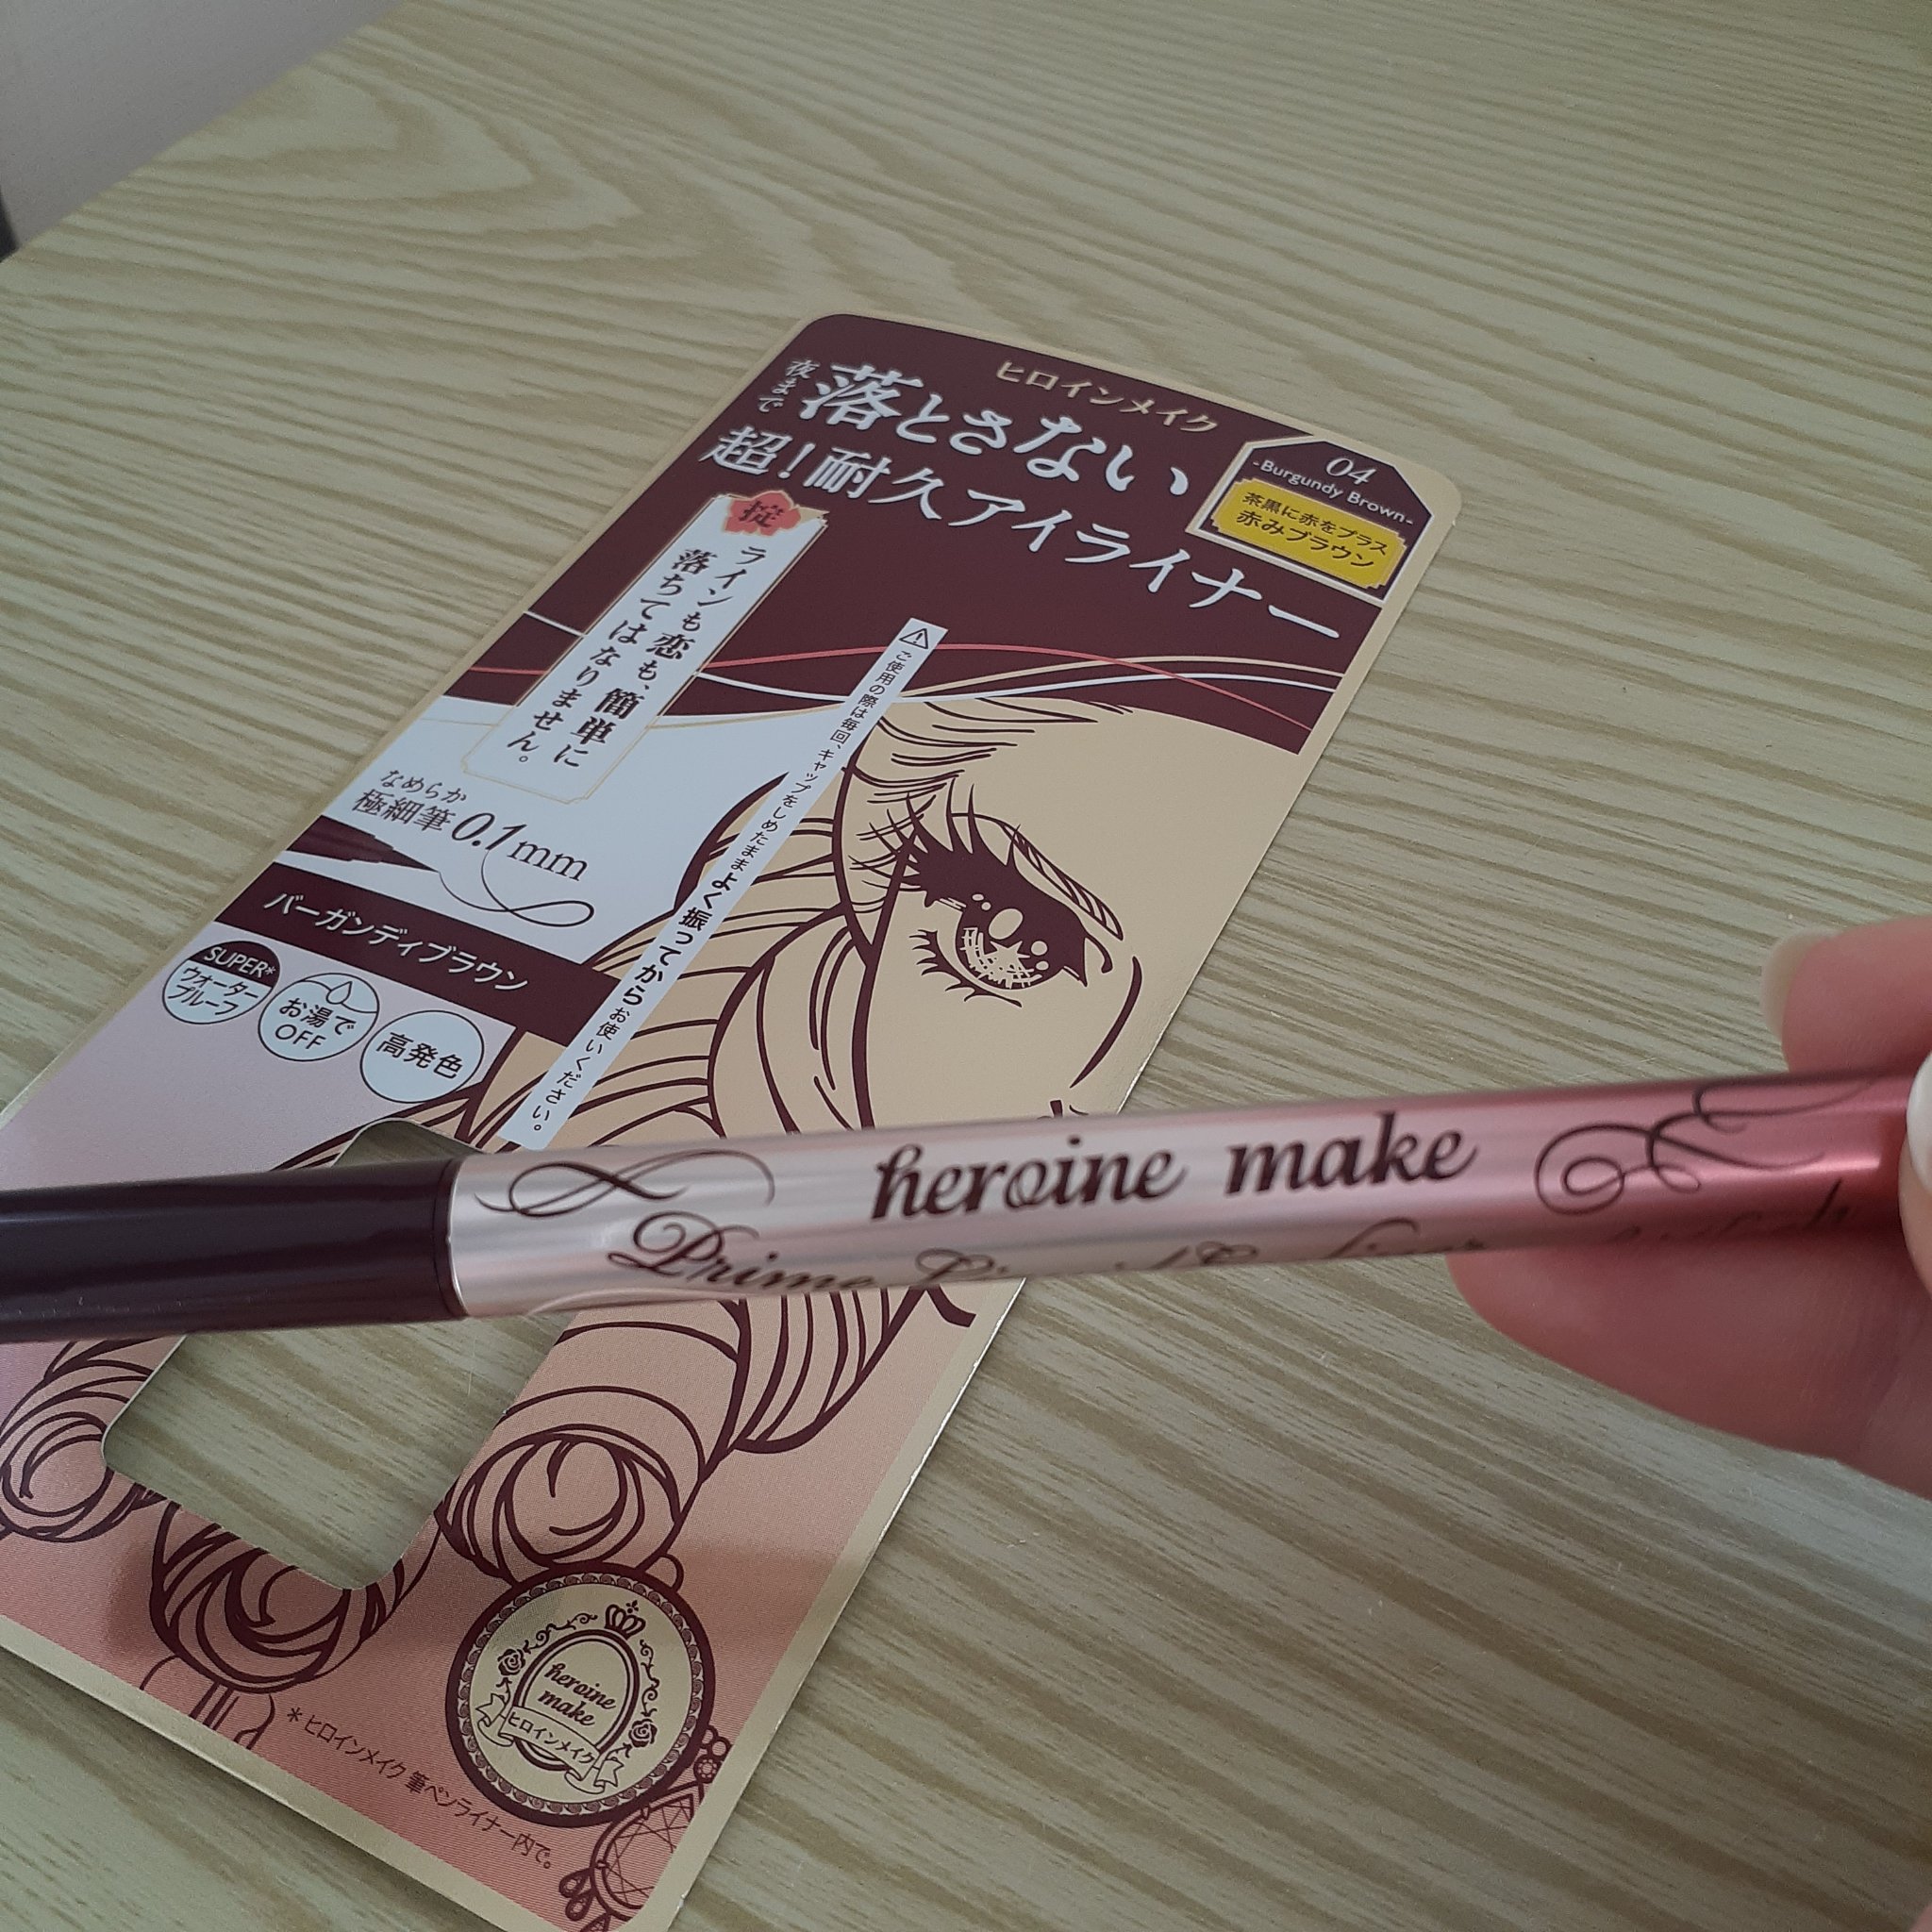 ヒロインメイク
夜まで
落とさない
超!耐久アイライナー
04
-Burgundy Brown-
茶黒に赤をプラス
赤みブラウン
掟
ラインも恋も、簡単に
落ちてはなりません。
ご使用の際は毎回、キャップをしめたままよく振ってからお使いください。
なめらか
極細筆0.1mm
バーガンディブラウン
SUPER*
ウォーター
プルーフ
お湯で
OFF
高発色
heroine make
Prime
heroine
make
ヒロインメイク
*ヒロインメイク 筆ペンライナー内で。